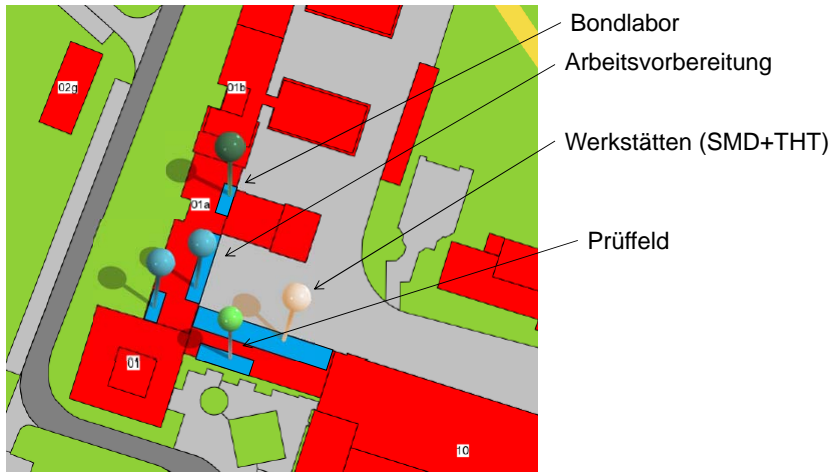 Bondlabor
Arbeitsvorbereitung
Werkstätten (SMD+THT)
Prüffeld
02g
01b
01a
01
10